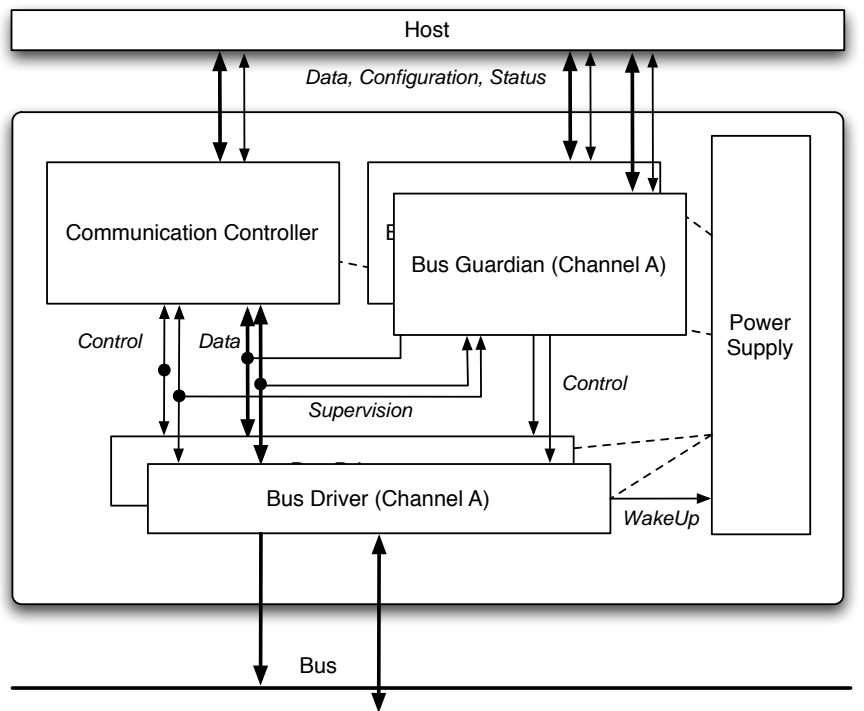 Host
Data, Configuration, Status
Communication Controller
Bus Guardian (Channel A)
Power
Supply
Control
Data
Control
Supervision
Bus Driver (Channel A)
WakeUp
Bus